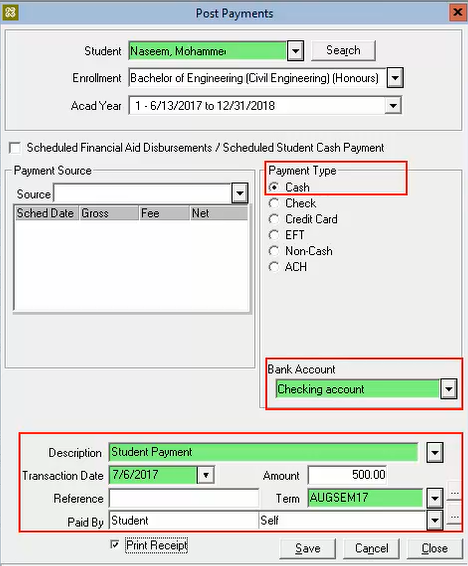 Post Payments
Student Naseem, Mohammed Search
Enrollment Bachelor of Engineering (Civil Engineering) (Honours)
Acad Year 1 - 6/13/2017 to 12/31/2018
Scheduled Financial Aid Disbursements / Scheduled Student Cash Payment
Payment Source
Source
Sched Date Gross Fee Net
Payment Type
Cash
Check
Credit Card
EFT
Non-Cash
ACH
Bank Account
Checking account
Description Student Payment
Transaction Date 7/6/2017 Amount 500.00
Reference Term AUGSEM17 ...
Paid By Student Self ...
Print Receipt Save Cancel Close